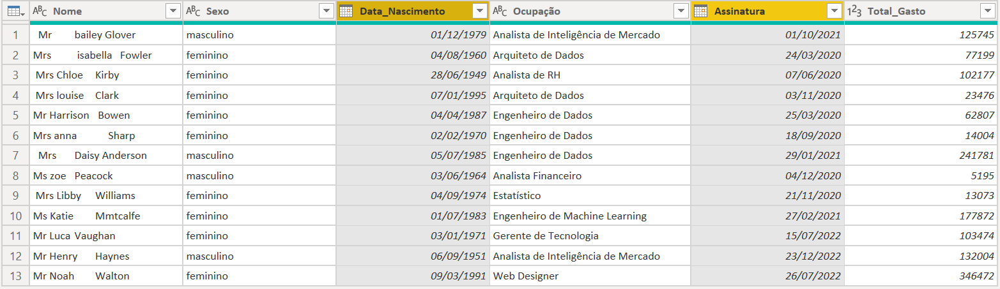 ABC Nome ABC Sexo Data_Nascimento ABC Ocupação Assinatura 123 Total_Gasto
1 Mr bailey Glover masculino 01/12/1979 Analista de Inteligência de Mercado 01/10/2021 125745
2 Mrs isabella Fowler feminino 04/08/1960 Arquiteto de Dados 24/03/2020 77199
3 Mrs Chloe Kirby feminino 28/06/1949 Analista de RH 07/06/2020 102177
4 Mrs louise Clark feminino 07/01/1995 Arquiteto de Dados 03/11/2020 23476
5 Mr Harrison Bowen feminino 04/04/1987 Engenheiro de Dados 25/03/2020 62807
6 Mrs anna Sharp feminino 02/02/1970 Engenheiro de Dados 18/09/2020 14004
7 Mrs Daisy Anderson masculino 05/07/1985 Engenheiro de Dados 29/01/2021 241781
8 Ms zoe Peacock masculino 03/06/1964 Analista Financeiro 04/12/2020 5195
9 Mrs Libby Williams feminino 04/09/1974 Estatístico 21/11/2020 13073
10 Ms Katie Mmtcalfe feminino 01/07/1983 Engenheiro de Machine Learning 27/02/2021 177872
11 Mr Luca Vaughan feminino 03/01/1971 Gerente de Tecnologia 15/07/2022 103474
12 Mr Henry Haynes masculino 06/09/1951 Analista de Inteligência de Mercado 23/12/2022 132004
13 Mr Noah Walton feminino 09/03/1991 Web Designer 26/07/2022 346472